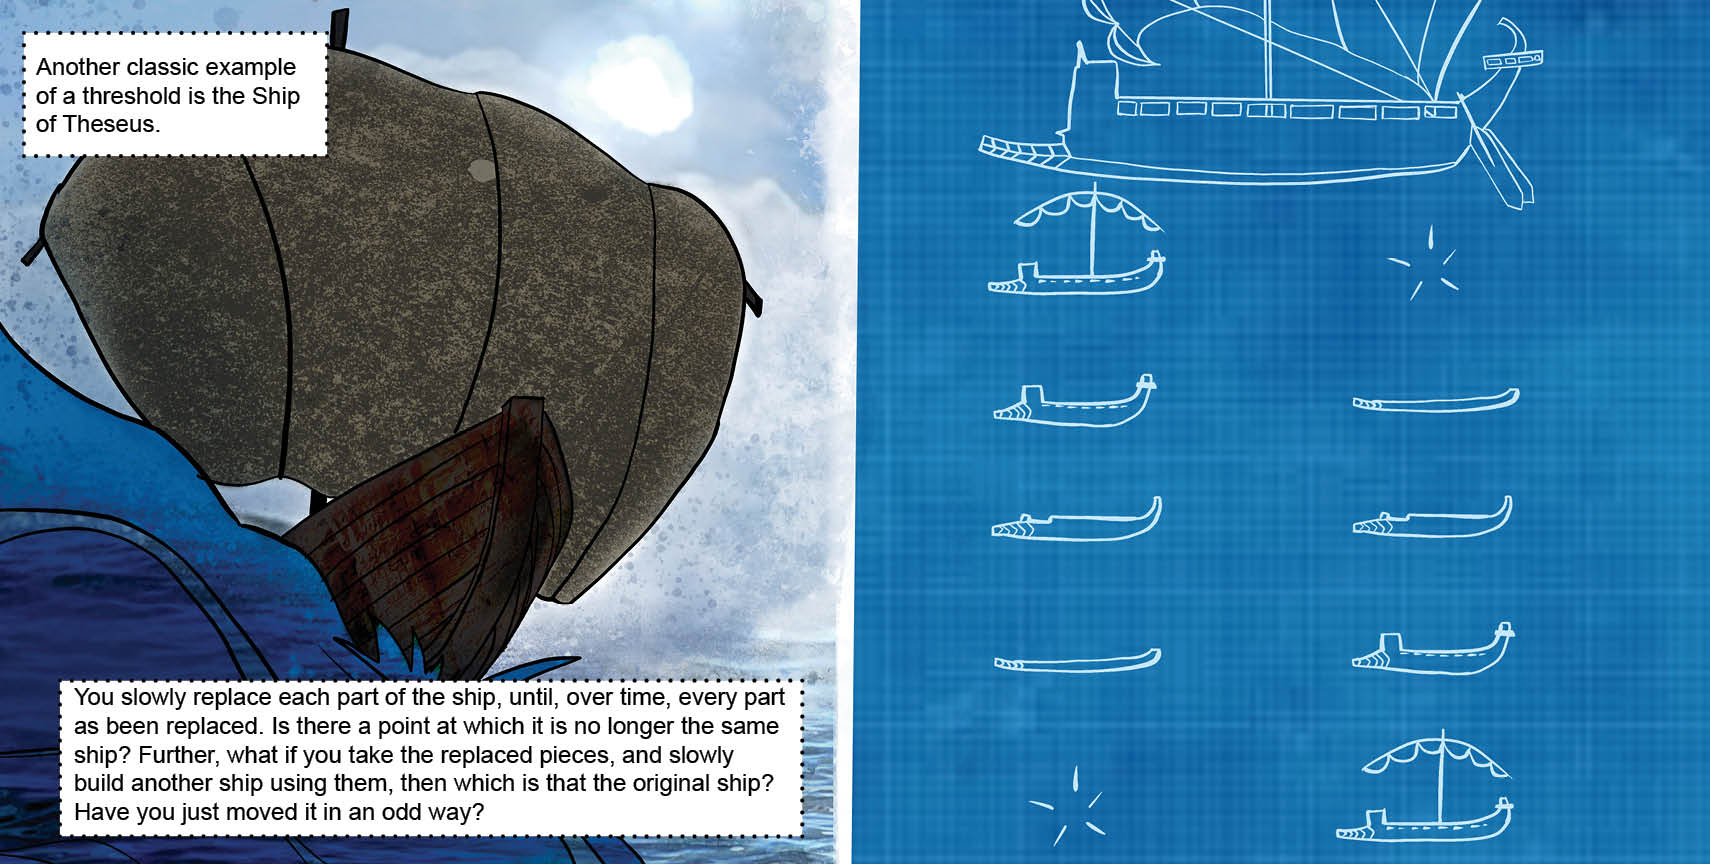 Another classic example
of a threshold is the Ship
of Theseus.
You slowly replace each part of the ship, until, over time, every part
as been replaced. Is there a point at which it is no longer the same
ship? Further, what if you take the replaced pieces, and slowly
build another ship using them, then which is that the original ship?
Have you just moved it in an odd way?